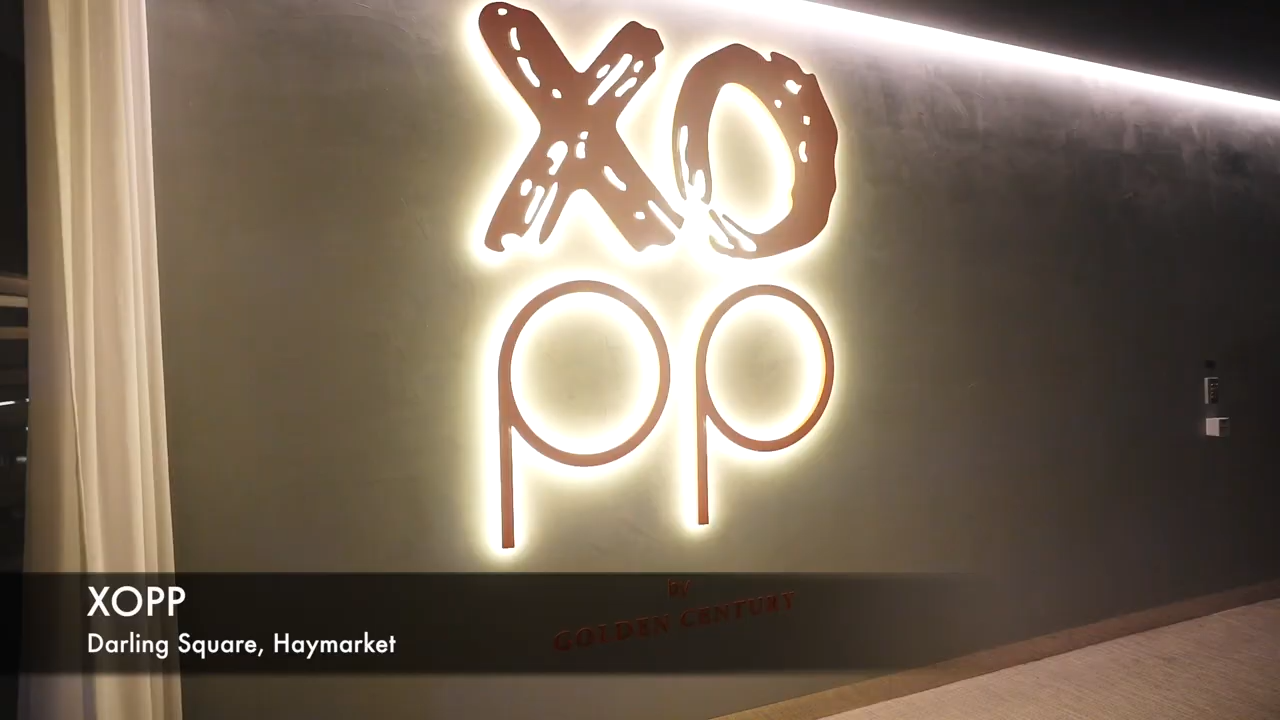 XO
pp
by
GOLDEN CENTURY
XOPP
Darling Square, Haymarket